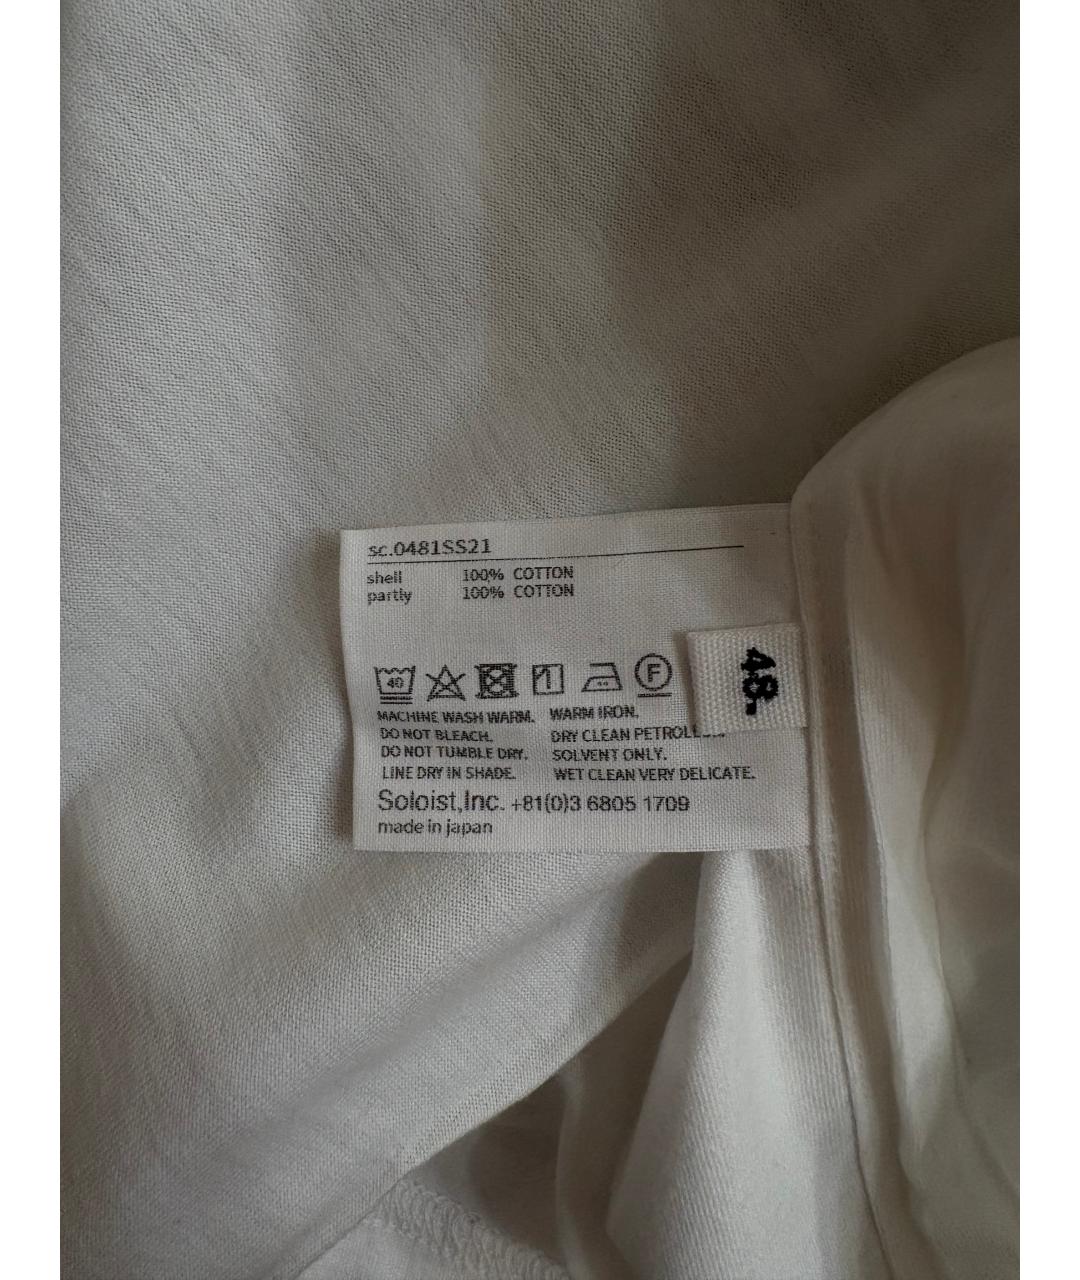 sc.0481SS21
shell 100% COTTON
partly 100% COTTON
40 F
48.
MACHINE WASH WARM. WARM IRON.
DO NOT BLEACH. DRY CLEAN PETROLE
DO NOT TUMBLE DRY. SOLVENT ONLY.
LINE DRY IN SHADE. WET CLEAN VERY DELICATE.
Soloist,Inc. +81(0)3 6805 1709
made in japan